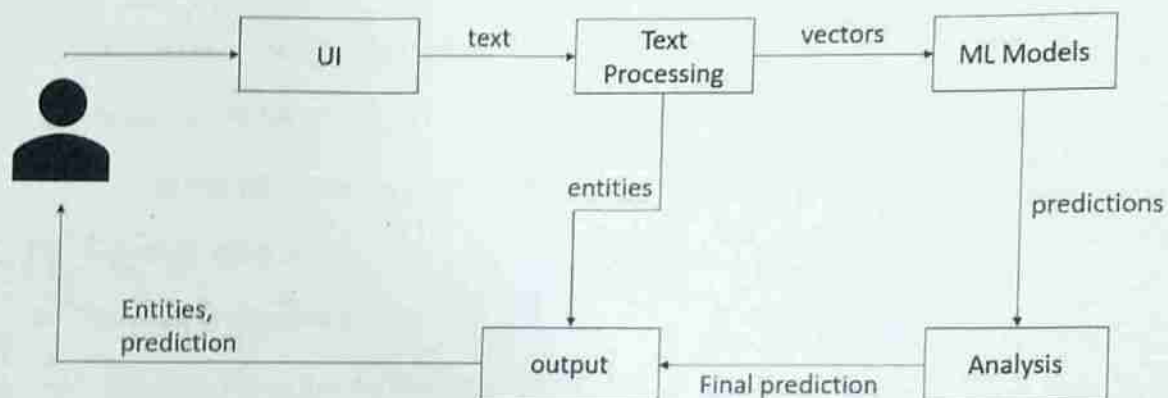 UI
text
Text
Processing
vectors
ML Models
entities
predictions
Entities,
prediction
output
Final prediction
Analysis